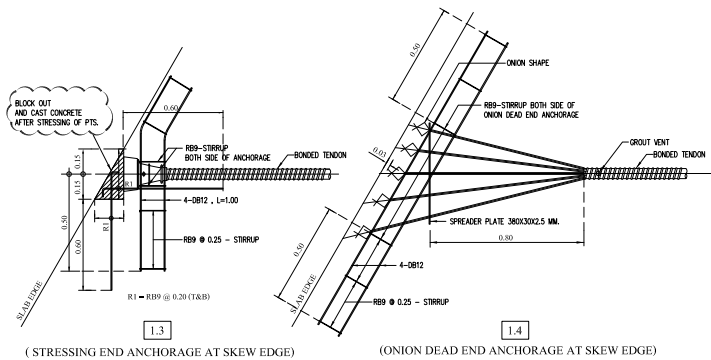 BLOCK OUT
AND CAST CONCRETE
AFTER STRESSING OF PTS.
0.60
RB9-STIRRUP
BOTH SIDE OF ANCHORAGE
BONDED TENDON
0.15
0.15
R1
4-DB12 , L=1.00
R1
0.50
0.60
RB9 @ 0.25 - STIRRUP
SLAB EDGE
R1 = RB9 @ 0.20 (T&B)
1.3
( STRESSING END ANCHORAGE AT SKEW EDGE)
0.50
ONION SHAPE
RB9-STIRRUP BOTH SIDE OF
ONION DEAD END ANCHORAGE
0.03
GROUT VENT
BONDED TENDON
SPREADER PLATE 380X30X2.5 MM.
0.80
0.50
4-DB12
RB9 @ 0.25 - STIRRUP
SLAB EDGE
1.4
(ONION DEAD END ANCHORAGE AT SKEW EDGE)